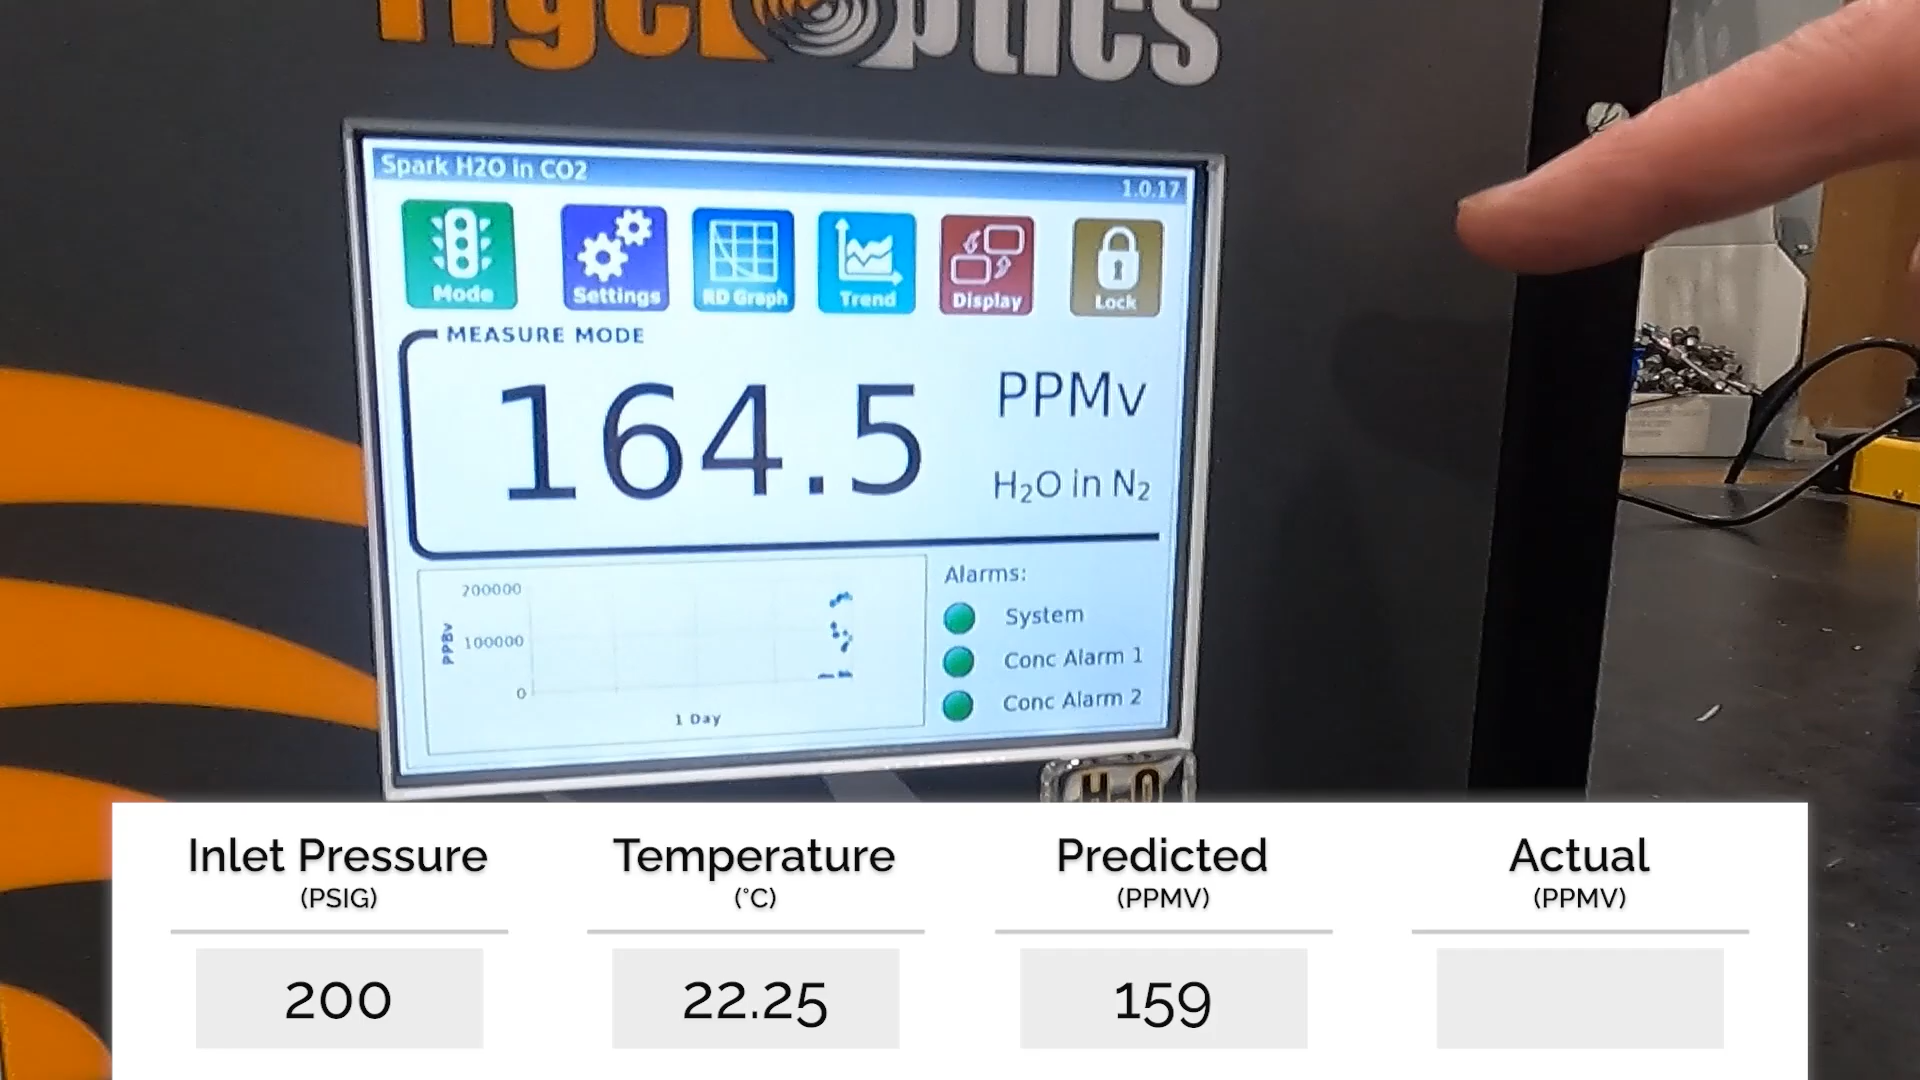 TigerOptics
Spark H2O in CO2
1.0.17
Mode
Settings
RD Graph
Trend
Display
Lock
MEASURE MODE
164.5
PPMv
H₂O in N₂
200000
100000
0
PPBv
1 Day
Alarms:
System
Conc Alarm 1
Conc Alarm 2
H₂O
Inlet Pressure
(PSIG)
200
Temperature
(°C)
22.25
Predicted
(PPMV)
159
Actual
(PPMV)